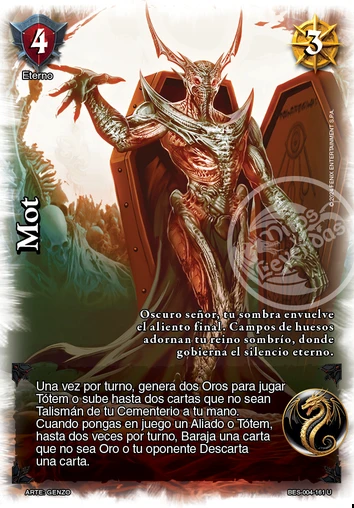 4
3
Eterno
© 2023 FENIX ENTERTAINMENT S.P.A.
Mitos y
Leyendas
Mot
Oscuro señor, tu sombra envuelve
el aliento final. Campos de huesos
adornan tu reino sombrío, donde
gobierna el silencio eterno.
Una vez por turno, genera dos Oros para jugar
Tótem o sube hasta dos cartas que no sean
Talismán de tu Cementerio a tu mano.
Cuando pongas en juego un Aliado o Tótem,
hasta dos veces por turno, Baraja una carta
que no sea Oro o tu oponente Descarta
una carta.
ARTE: GENZO
BES-004-161 U